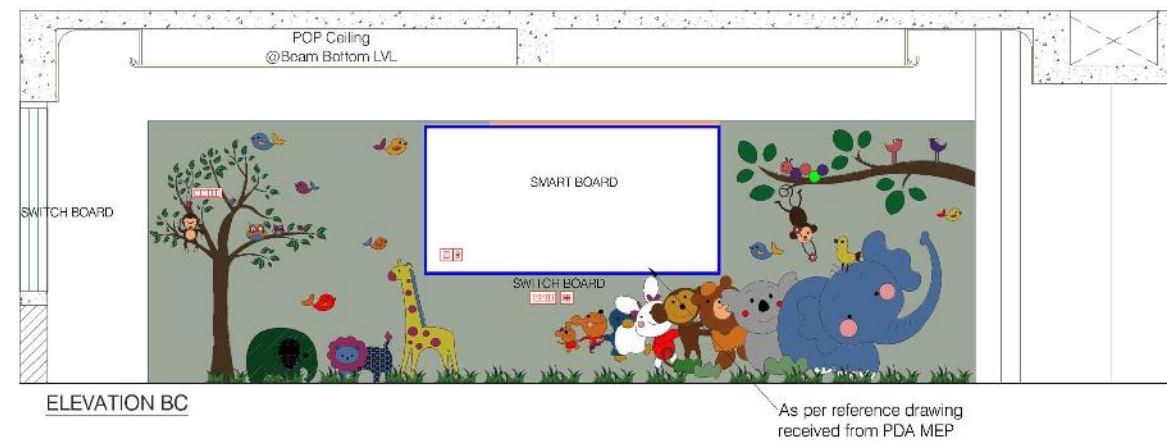 POP Ceiling
@Beam Bottom LVL
SMART BOARD
SWITCH BOARD
SWITCH BOARD
ELEVATION BC
As per reference drawing
received from PDA MEP